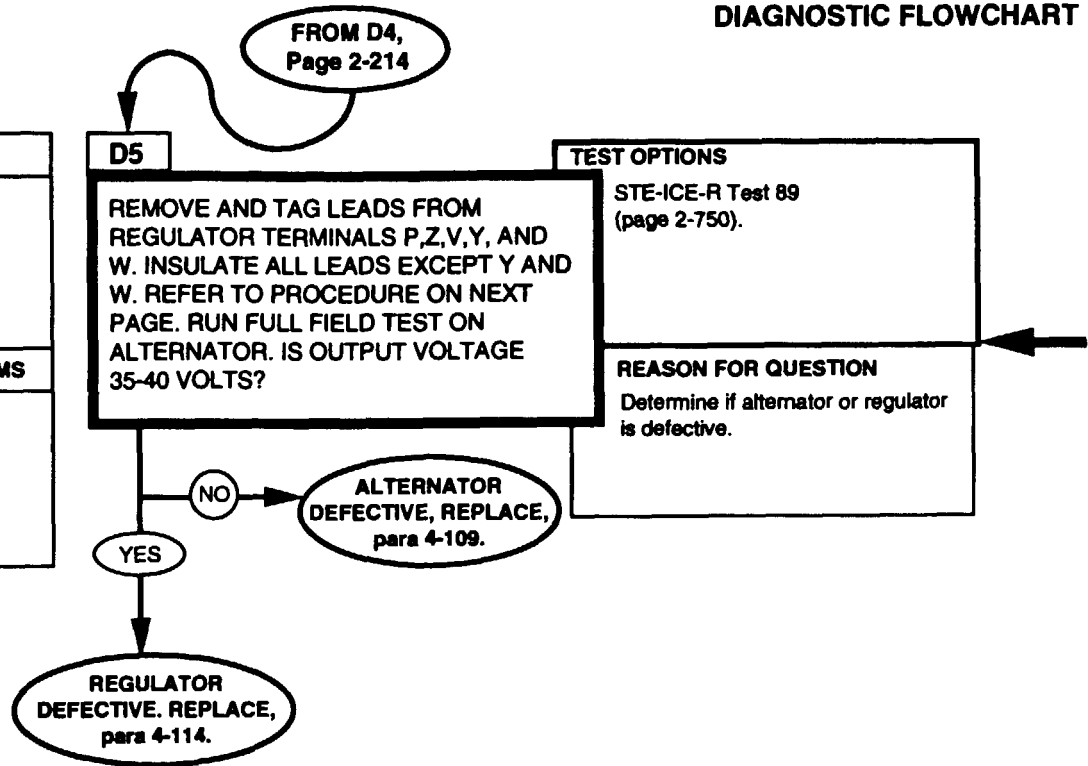 DIAGNOSTIC FLOWCHART
FROM D4,
Page 2-214
D5
REMOVE AND TAG LEADS FROM
REGULATOR TERMINALS P,Z,V,Y, AND
W. INSULATE ALL LEADS EXCEPT Y AND
W. REFER TO PROCEDURE ON NEXT
PAGE. RUN FULL FIELD TEST ON
ALTERNATOR. IS OUTPUT VOLTAGE
35-40 VOLTS?
TEST OPTIONS
STE-ICE-R Test 89
(page 2-750).
MS
REASON FOR QUESTION
Determine if alternator or regulator
is defective.
NO
ALTERNATOR
DEFECTIVE, REPLACE,
para 4-109.
YES
REGULATOR
DEFECTIVE. REPLACE,
para 4-114.